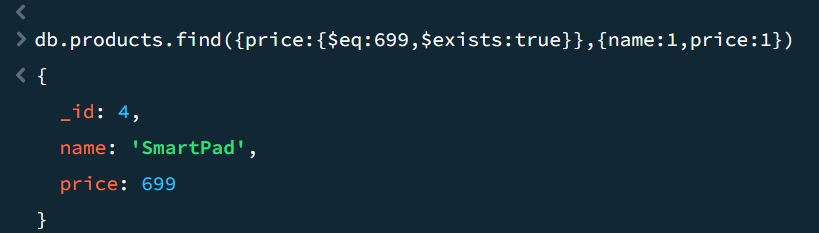 <
> db.products.find({price:{$eq:699,$exists:true}},{name:1,price:1})
< {
_id: 4,
name: 'SmartPad',
price: 699
}